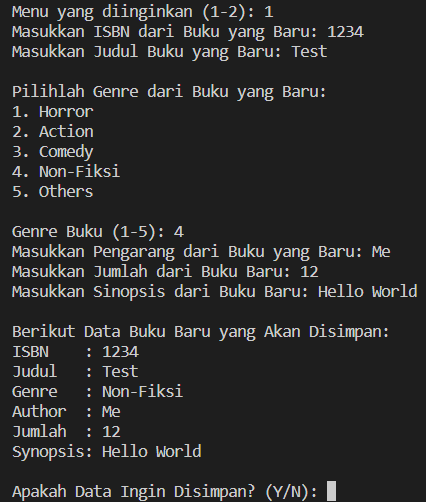 Menu yang diinginkan (1-2): 1
Masukkan ISBN dari Buku yang Baru: 1234
Masukkan Judul Buku yang Baru: Test
Pilihlah Genre dari Buku yang Baru:
1. Horror
2. Action
3. Comedy
4. Non-Fiksi
5. Others
Genre Buku (1-5): 4
Masukkan Pengarang dari Buku yang Baru: Me
Masukkan Jumlah dari Buku Baru: 12
Masukkan Sinopsis dari Buku Baru: Hello World
Berikut Data Buku Baru yang Akan Disimpan:
ISBN    : 1234
Judul   : Test
Genre   : Non-Fiksi
Author  : Me
Jumlah  : 12
Synopsis: Hello World
Apakah Data Ingin Disimpan? (Y/N):